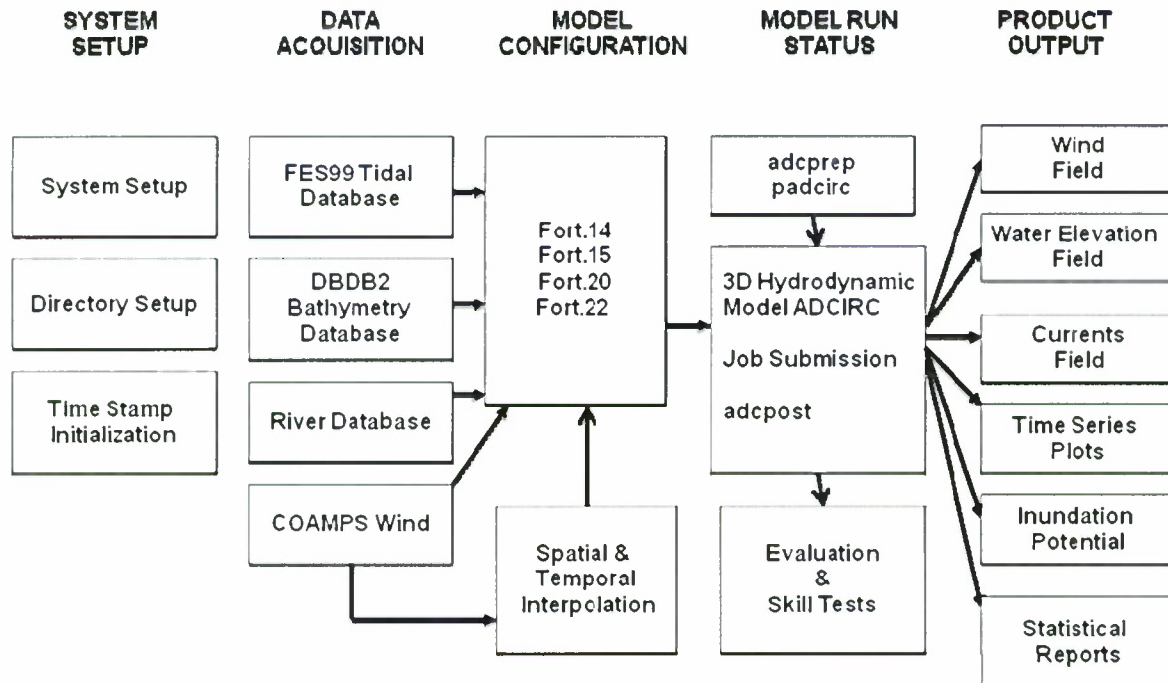 SYSTEM
SETUP
DATA
ACQUISITION
MODEL
CONFIGURATION
MODEL RUN
STATUS
PRODUCT
OUTPUT
System Setup
Directory Setup
Time Stamp
Initialization
FES99 Tidal
Database
DBDB2
Bathymetry
Database
River Database
COAMPS Wind
Fort.14
Fort.15
Fort.20
Fort.22
Spatial &
Temporal
Interpolation
adcprep
padcirc
3D Hydrodynamic
Model ADCIRC
Job Submission
adcpost
Evaluation
&
Skill Tests
Wind
Field
Water Elevation
Field
Currents
Field
Time Series
Plots
Inundation
Potential
Statistical
Reports